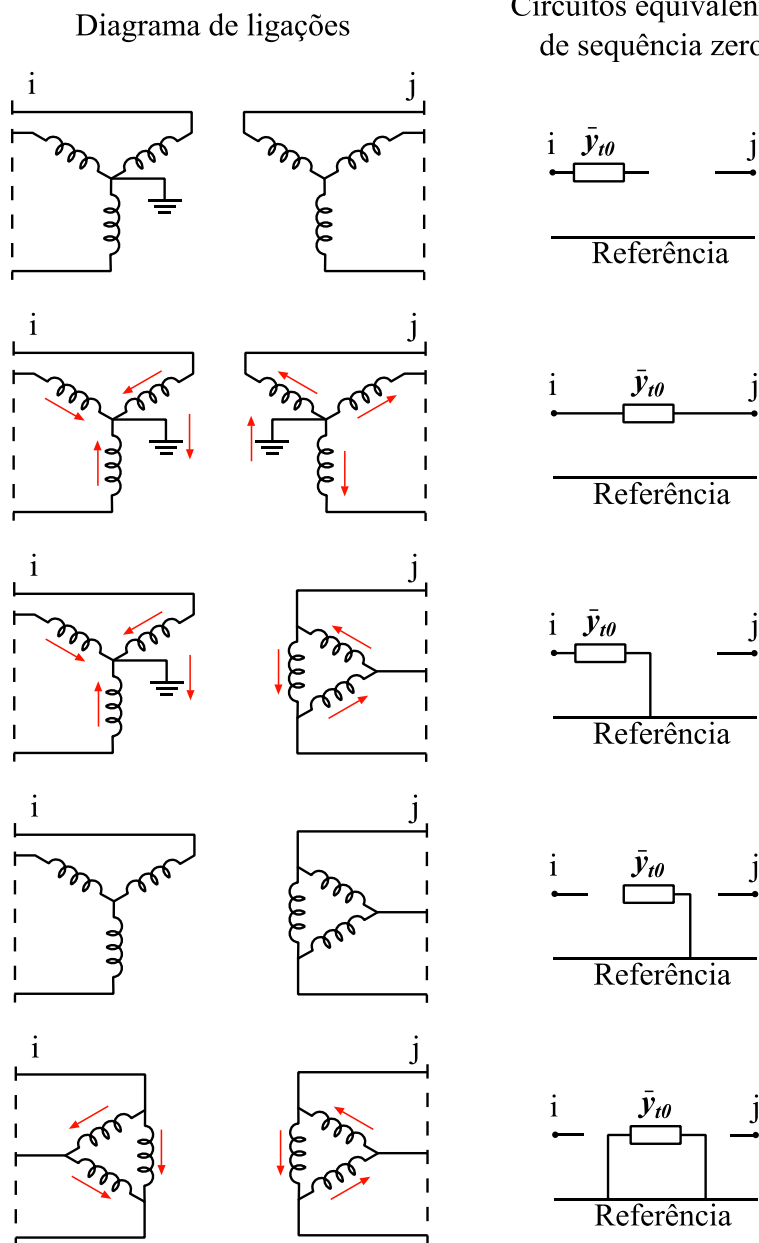 Diagrama de ligações
Circuitos equivalen
de sequência zero
i
j
i ȳt0 j
Referência
i
j
i ȳt0 j
Referência
i
j
i ȳt0 j
Referência
i
j
i ȳt0 j
Referência
i
j
i ȳt0 j
Referência